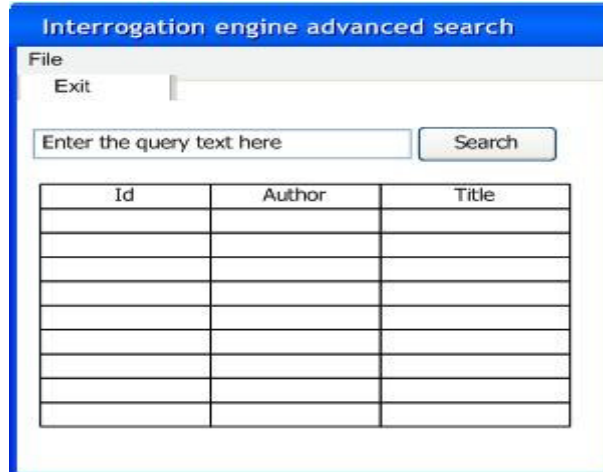 Interrogation engine advanced search
File
Exit
Enter the query text here Search
Id Author Title